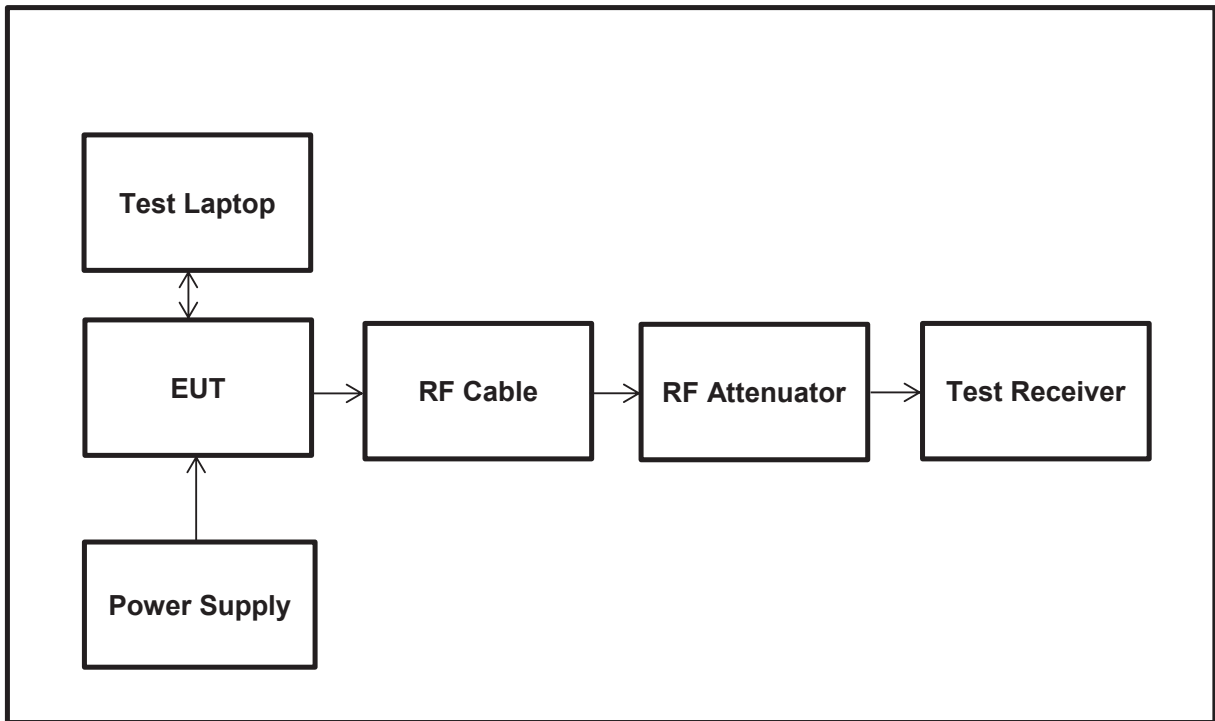 Test Laptop
EUT
RF Cable
RF Attenuator
Test Receiver
Power Supply